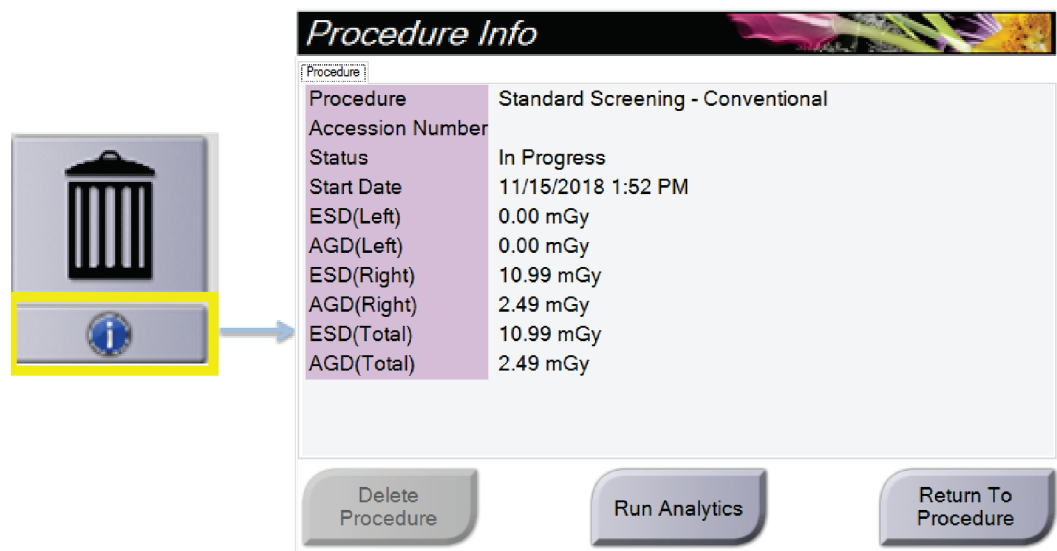 Procedure Info
Procedure
Procedure Standard Screening - Conventional
Accession Number
Status In Progress
Start Date 11/15/2018 1:52 PM
ESD(Left) 0.00 mGy
AGD(Left) 0.00 mGy
ESD(Right) 10.99 mGy
AGD(Right) 2.49 mGy
ESD(Total) 10.99 mGy
AGD(Total) 2.49 mGy
Delete
Procedure
Run Analytics
Return To
Procedure